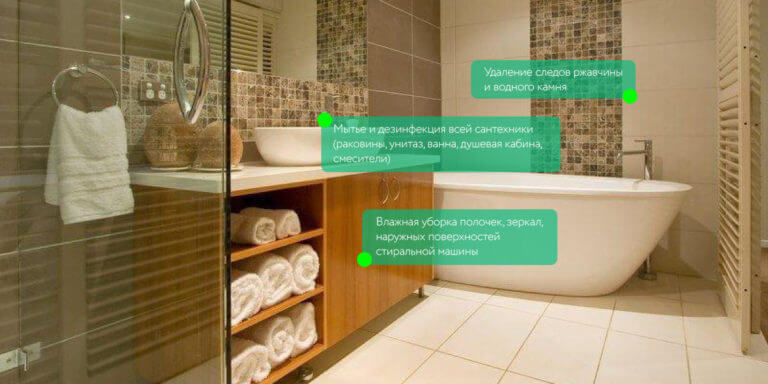 Удаление следов ржавчины
и водного камня
Мытье и дезинфекция всей сантехники
(раковины, унитаз, ванна, душевая кабина,
смесители)
Влажная уборка полочек, зеркал,
наружных поверхностей
стиральной машины